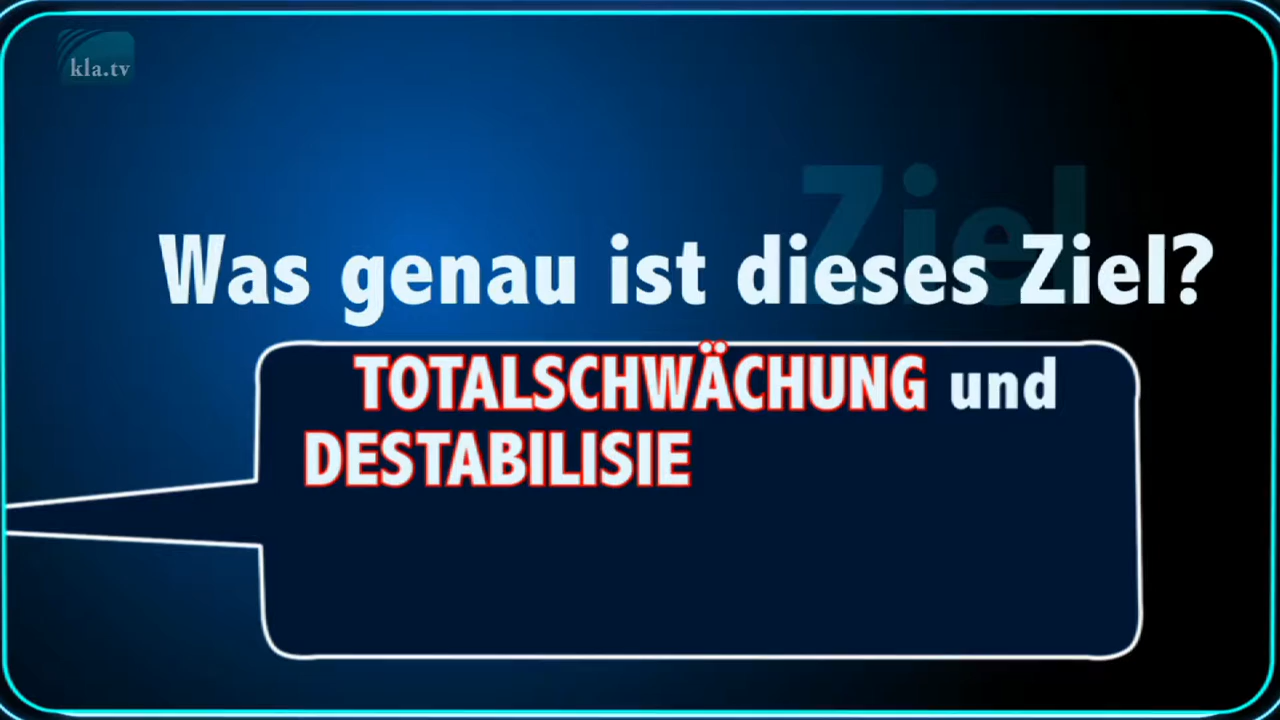 kla.tv
Ziel
Was genau ist dieses Ziel?
TOTALSCHWÄCHUNG und
DESTABILISIE